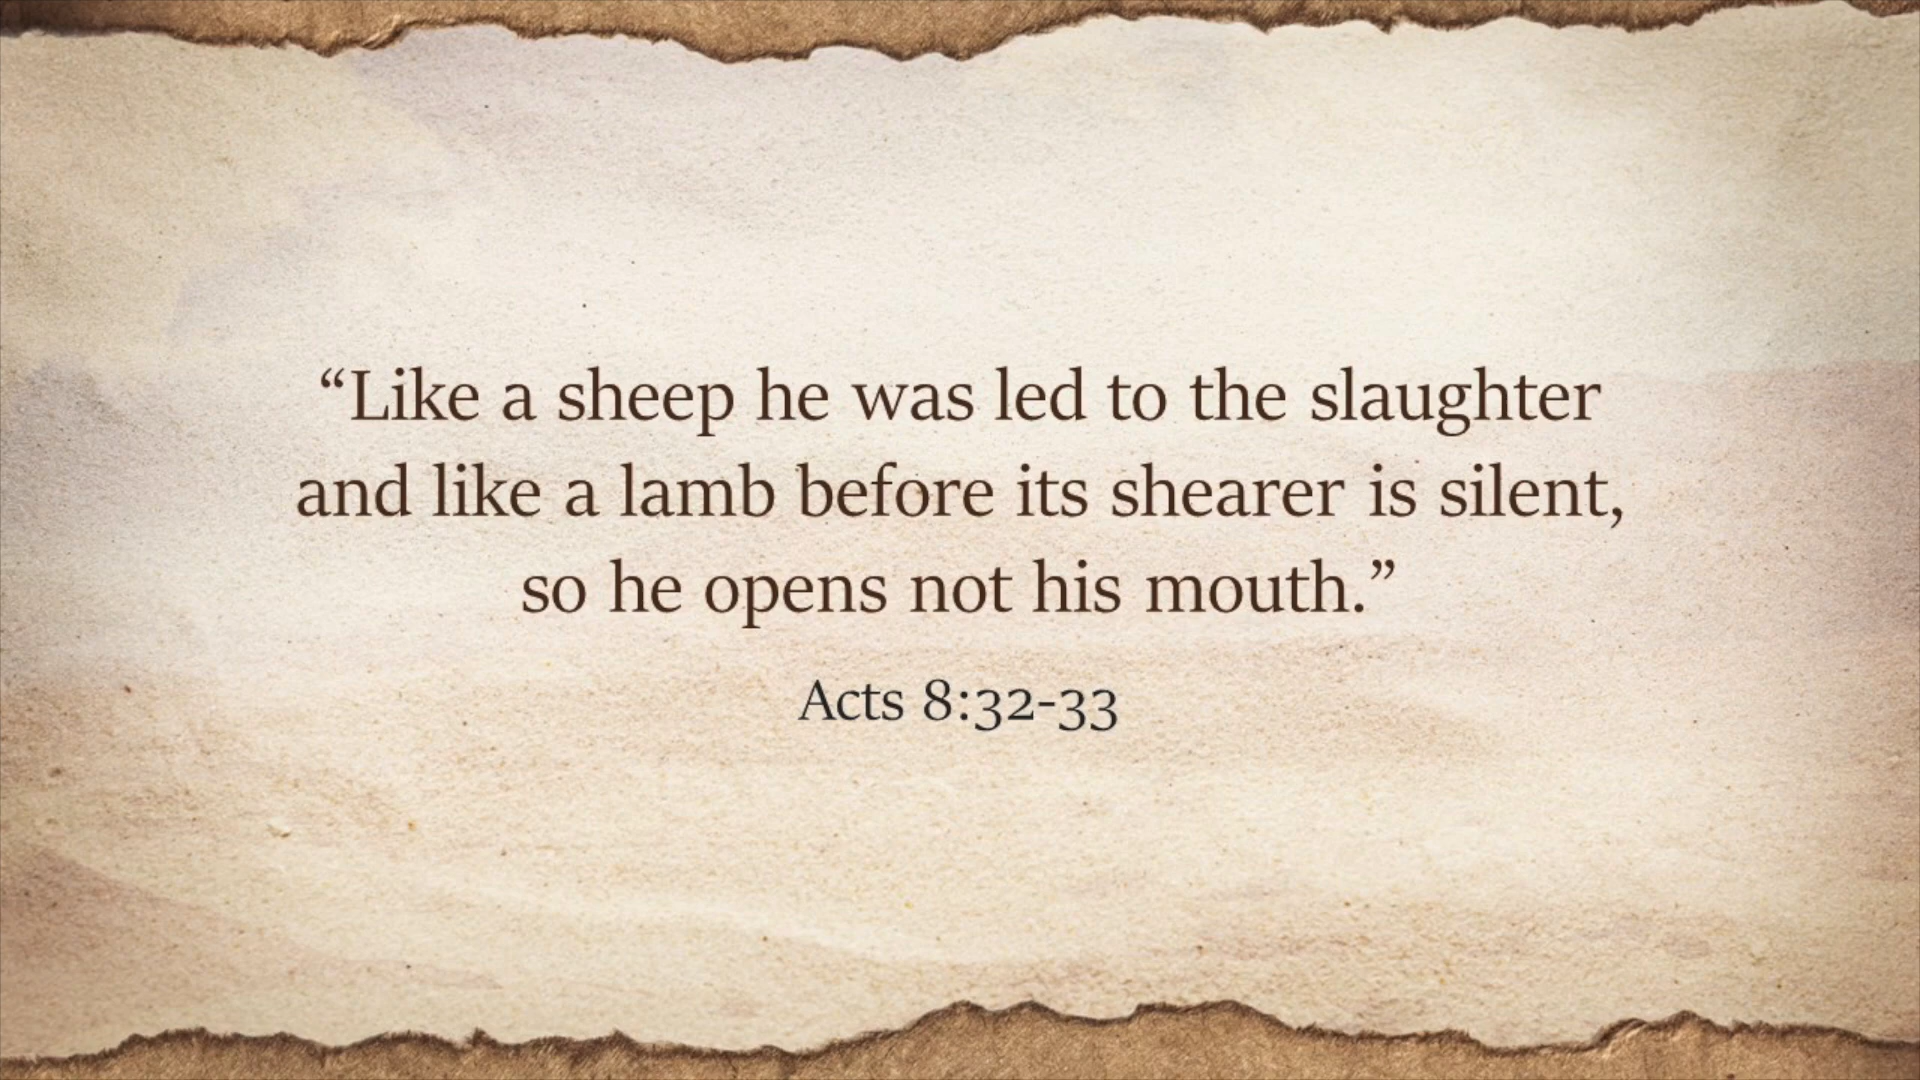 “Like a sheep he was led to the slaughter
and like a lamb before its shearer is silent,
so he opens not his mouth.”
Acts 8:32-33